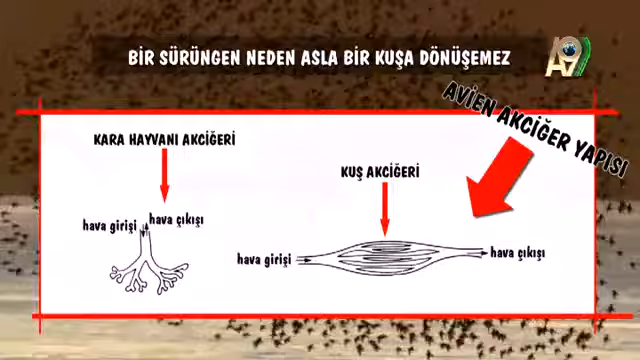 BİR SÜRÜNGEN NEDEN ASLA BİR KUŞA DÖNÜŞEMEZ
A9
AVİEN AKCİĞER YAPISI
KARA HAYVANI AKCİĞERİ
KUŞ AKCİĞERİ
hava girişi
hava çıkışı
hava girişi
hava çıkışı